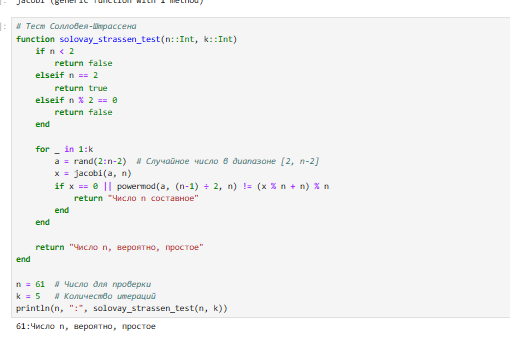 jacobi (generic function with 1 method)
# Тест Солловея-Штрассена
function solovay_strassen_test(n::Int, k::Int)
    if n < 2
        return false
    elseif n == 2
        return true
    elseif n % 2 == 0
        return false
    end
    for _ in 1:k
        a = rand(2:n-2)  # Случайное число в диапазоне [2, n-2]
        x = jacobi(a, n)
        if x == 0 || powermod(a, (n-1) ÷ 2, n) != (x % n + n) % n
            return "Число n составное"
        end
    end
    return "Число n, вероятно, простое"
end
n = 61  # Число для проверки
k = 5   # Количество итераций
println(n, ":", solovay_strassen_test(n, k))
61:Число n, вероятно, простое